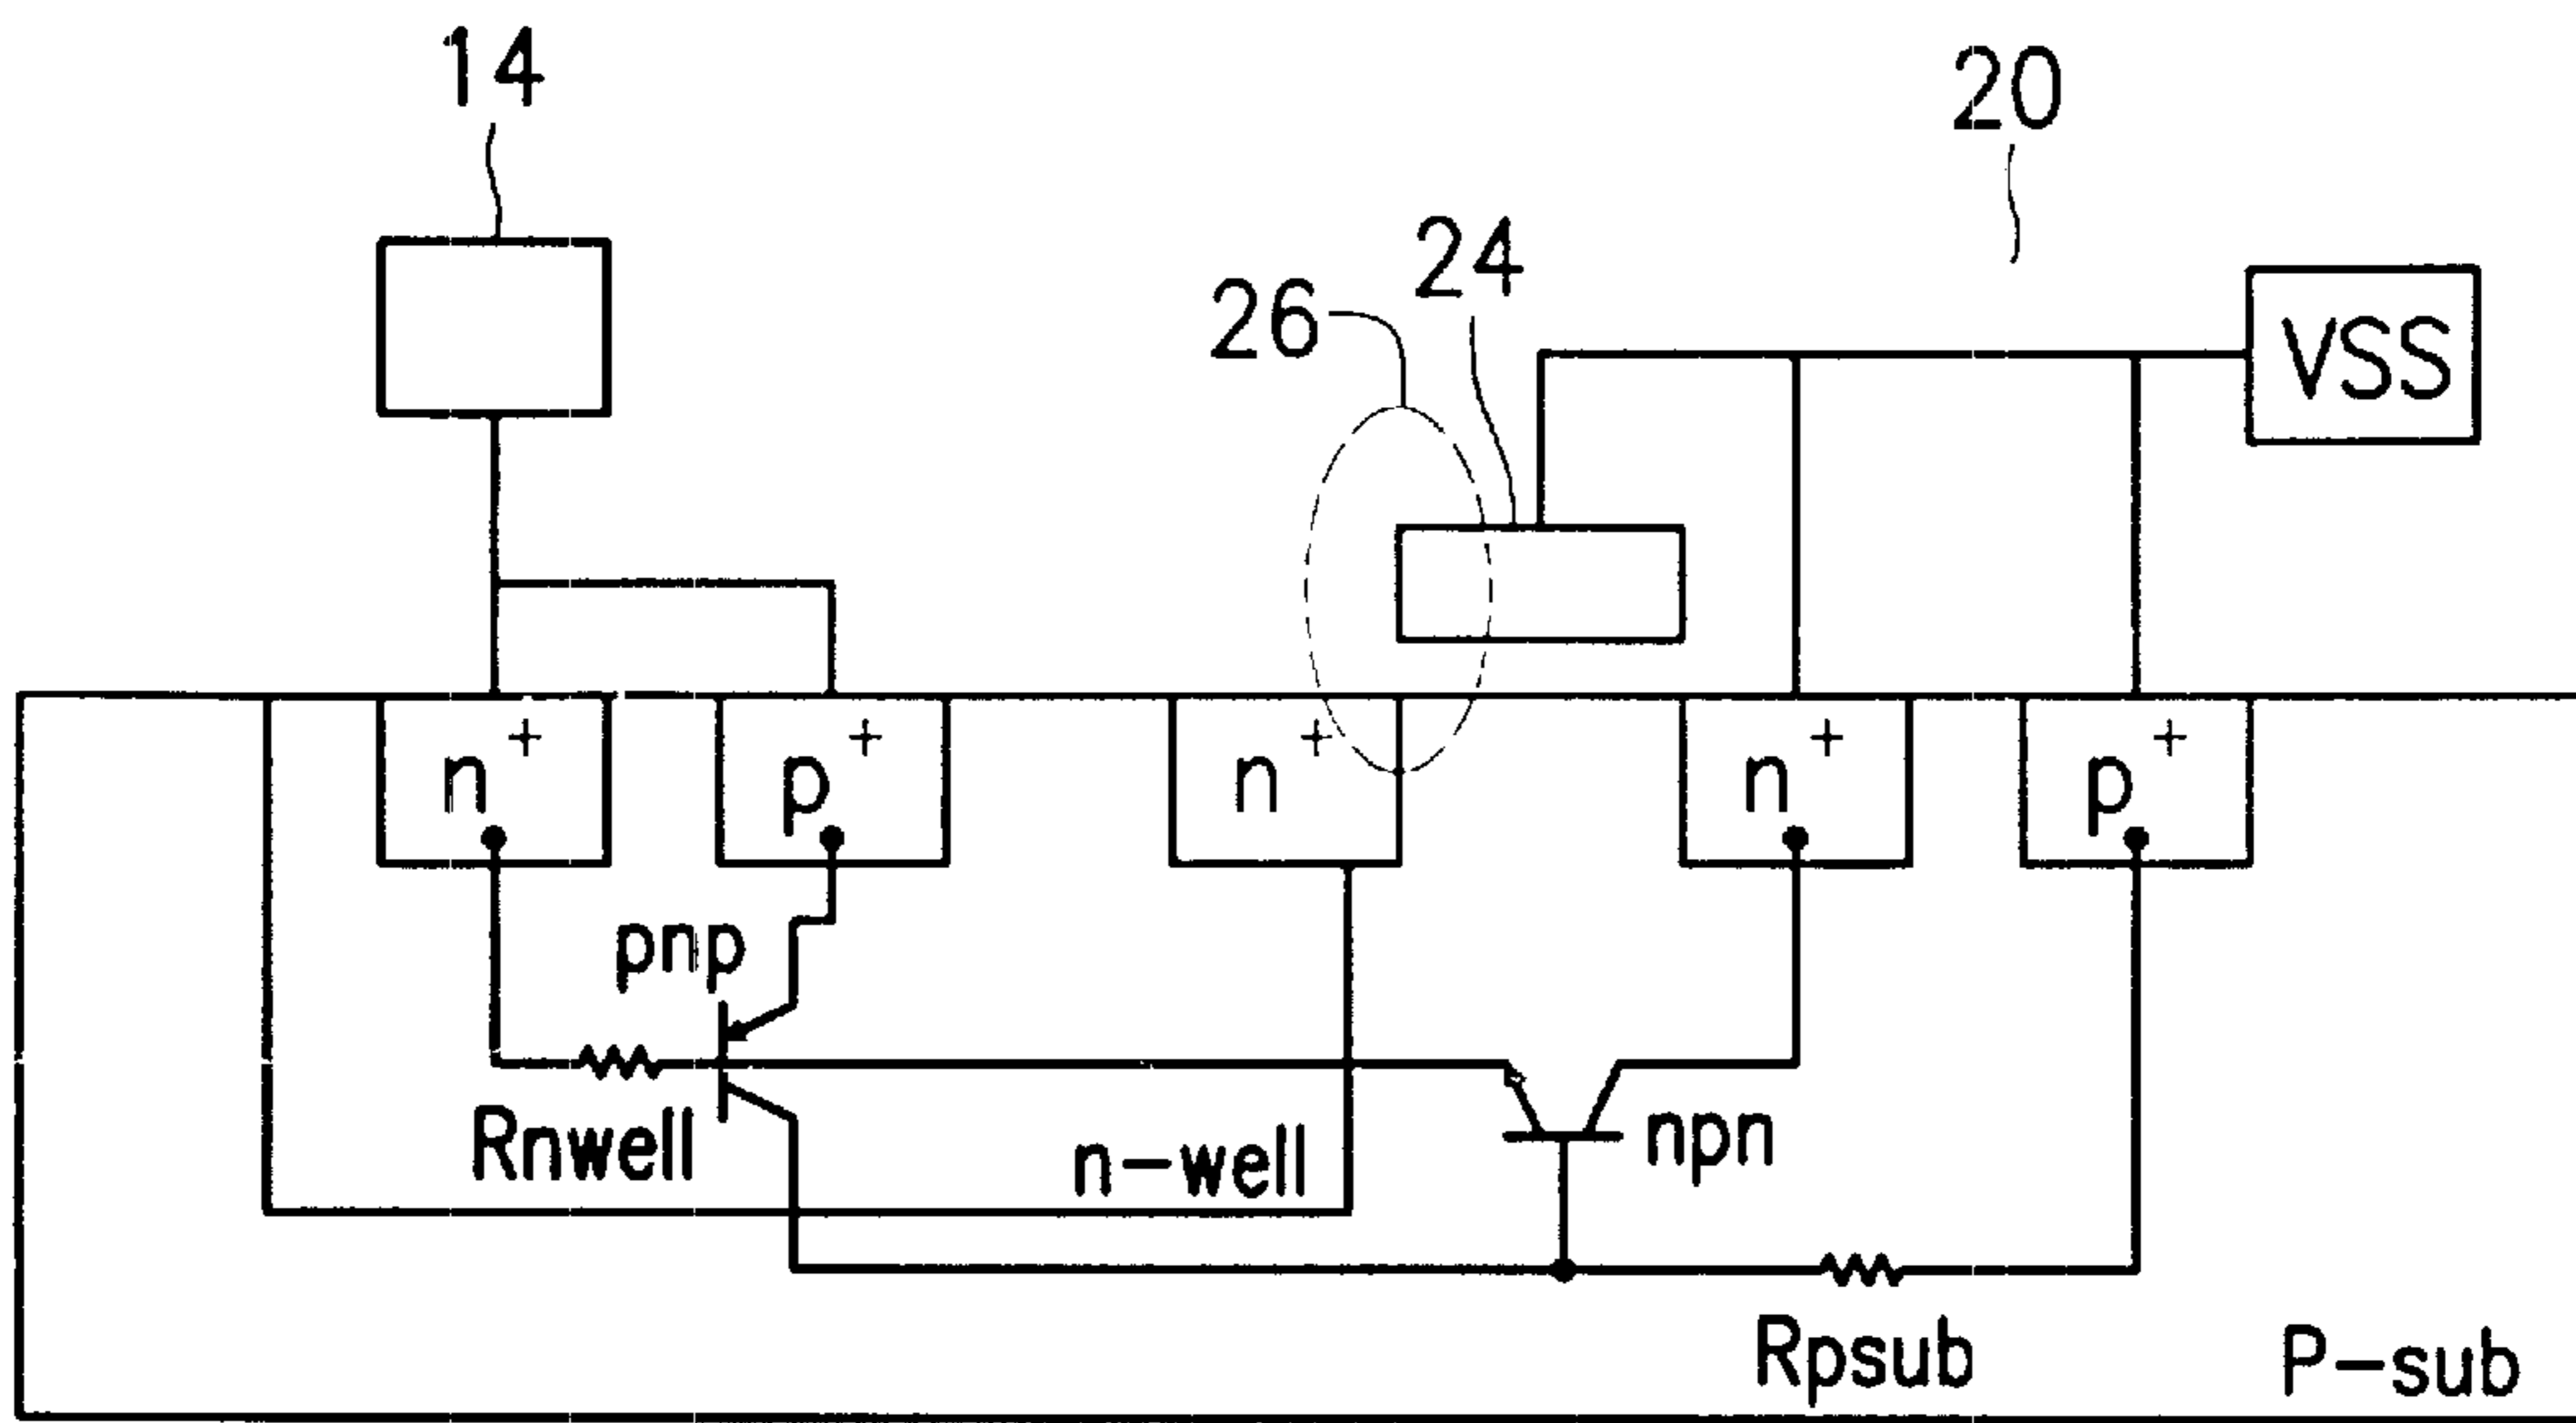 14
20
24
26
VSS
n+
p+
n+
n+
p+
pnp
Rnwell
n-well
npn
Rpsub
P-sub